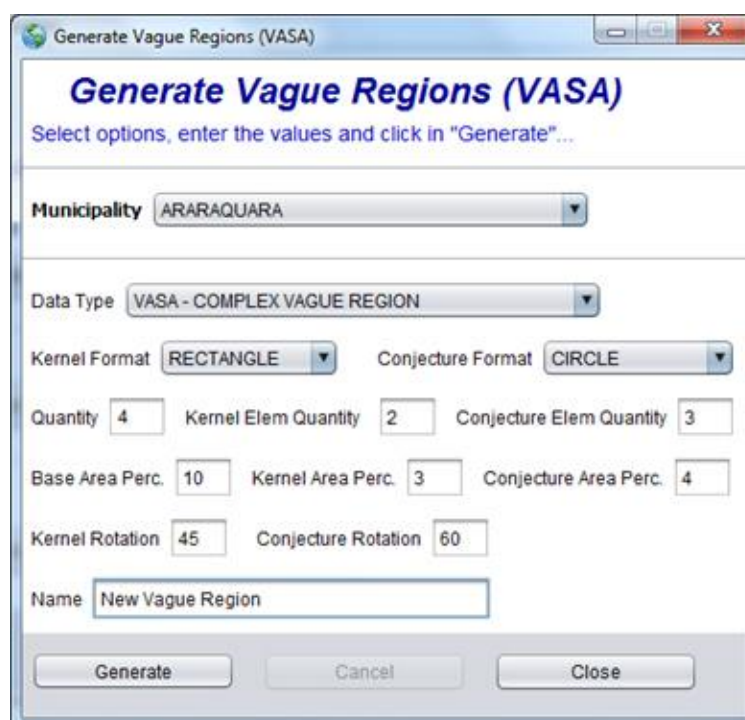 Generate Vague Regions (VASA)
Generate Vague Regions (VASA)
Select options, enter the values and click in "Generate"...
Municipality ARARAQUARA
Data Type VASA - COMPLEX VAGUE REGION
Kernel Format RECTANGLE Conjecture Format CIRCLE
Quantity 4 Kernel Elem Quantity 2 Conjecture Elem Quantity 3
Base Area Perc. 10 Kernel Area Perc. 3 Conjecture Area Perc. 4
Kernel Rotation 45 Conjecture Rotation 60
Name New Vague Region
Generate Cancel Close